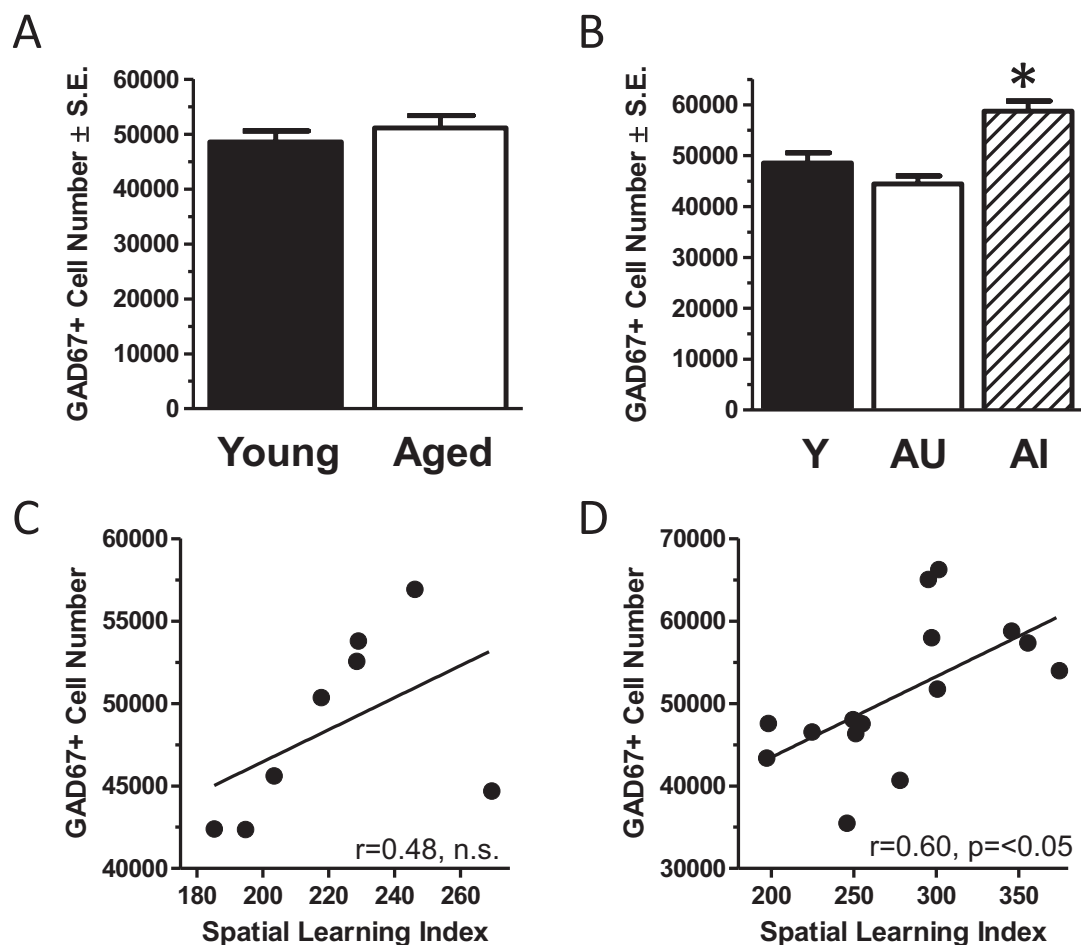 A
GAD67+ Cell Number ± S.E.
60000
50000
40000
30000
20000
10000
0
Young Aged
B
GAD67+ Cell Number ± S.E.
60000
50000
40000
30000
20000
10000
0
*
Y AU AI
C
GAD67+ Cell Number
60000
55000
50000
45000
40000
r=0.48, n.s.
180 200 220 240 260
Spatial Learning Index
D
GAD67+ Cell Number
70000
60000
50000
40000
30000
r=0.60, p=<0.05
200 250 300 350
Spatial Learning Index